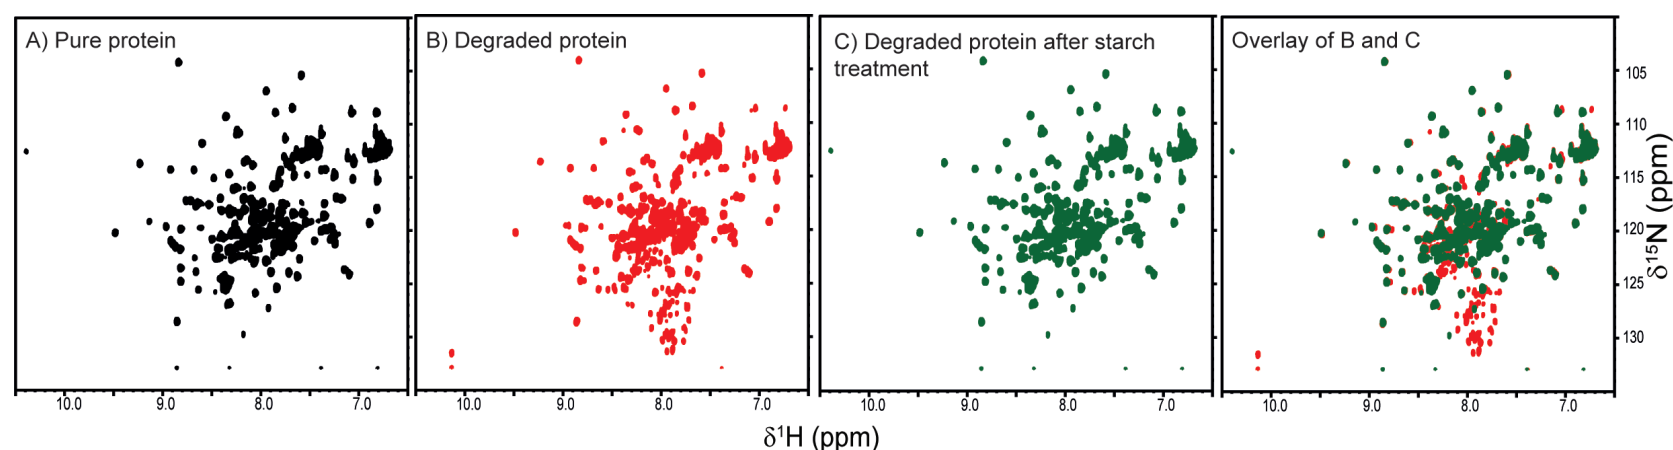 A) Pure protein
B) Degraded protein
C) Degraded protein after starch
treatment
Overlay of B and C
105
110
115
120
125
130
δ¹⁵N (ppm)
10.0 9.0 8.0 7.0
10.0 9.0 8.0 7.0
10.0 9.0 8.0 7.0
10.0 9.0 8.0 7.0
δ¹H (ppm)